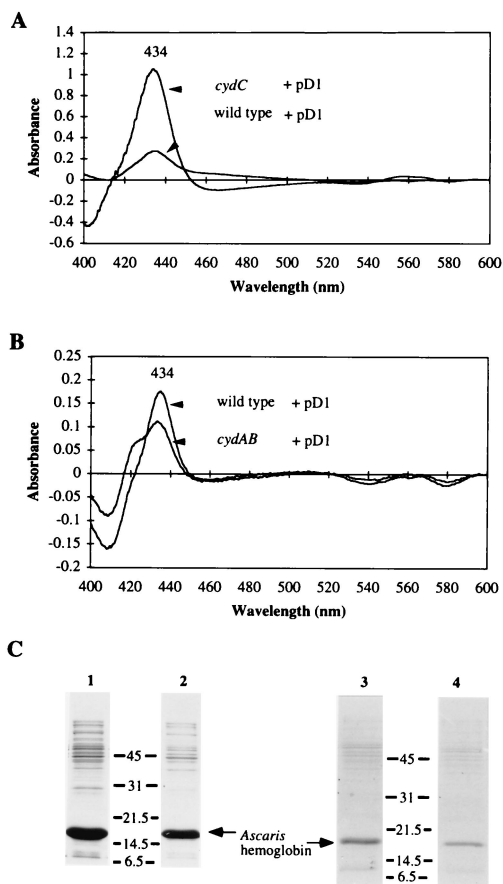 A
1.4
1.2
1
0.8
0.6
0.4
0.2
0
-0.2
-0.4
-0.6
Absorbance
434
cydC + pD1
wild type + pD1
400 420 440 460 480 500 520 540 560 580 600
Wavelength (nm)
B
0.25
0.2
0.15
0.1
0.05
0
-0.05
-0.1
-0.15
-0.2
Absorbance
434
wild type + pD1
cydAB + pD1
400 420 440 460 480 500 520 540 560 580 600
Wavelength (nm)
C
1 2 3 4
45
31
21.5
14.5
6.5
Ascaris
hemoglobin
45
31
21.5
14.5
6.5